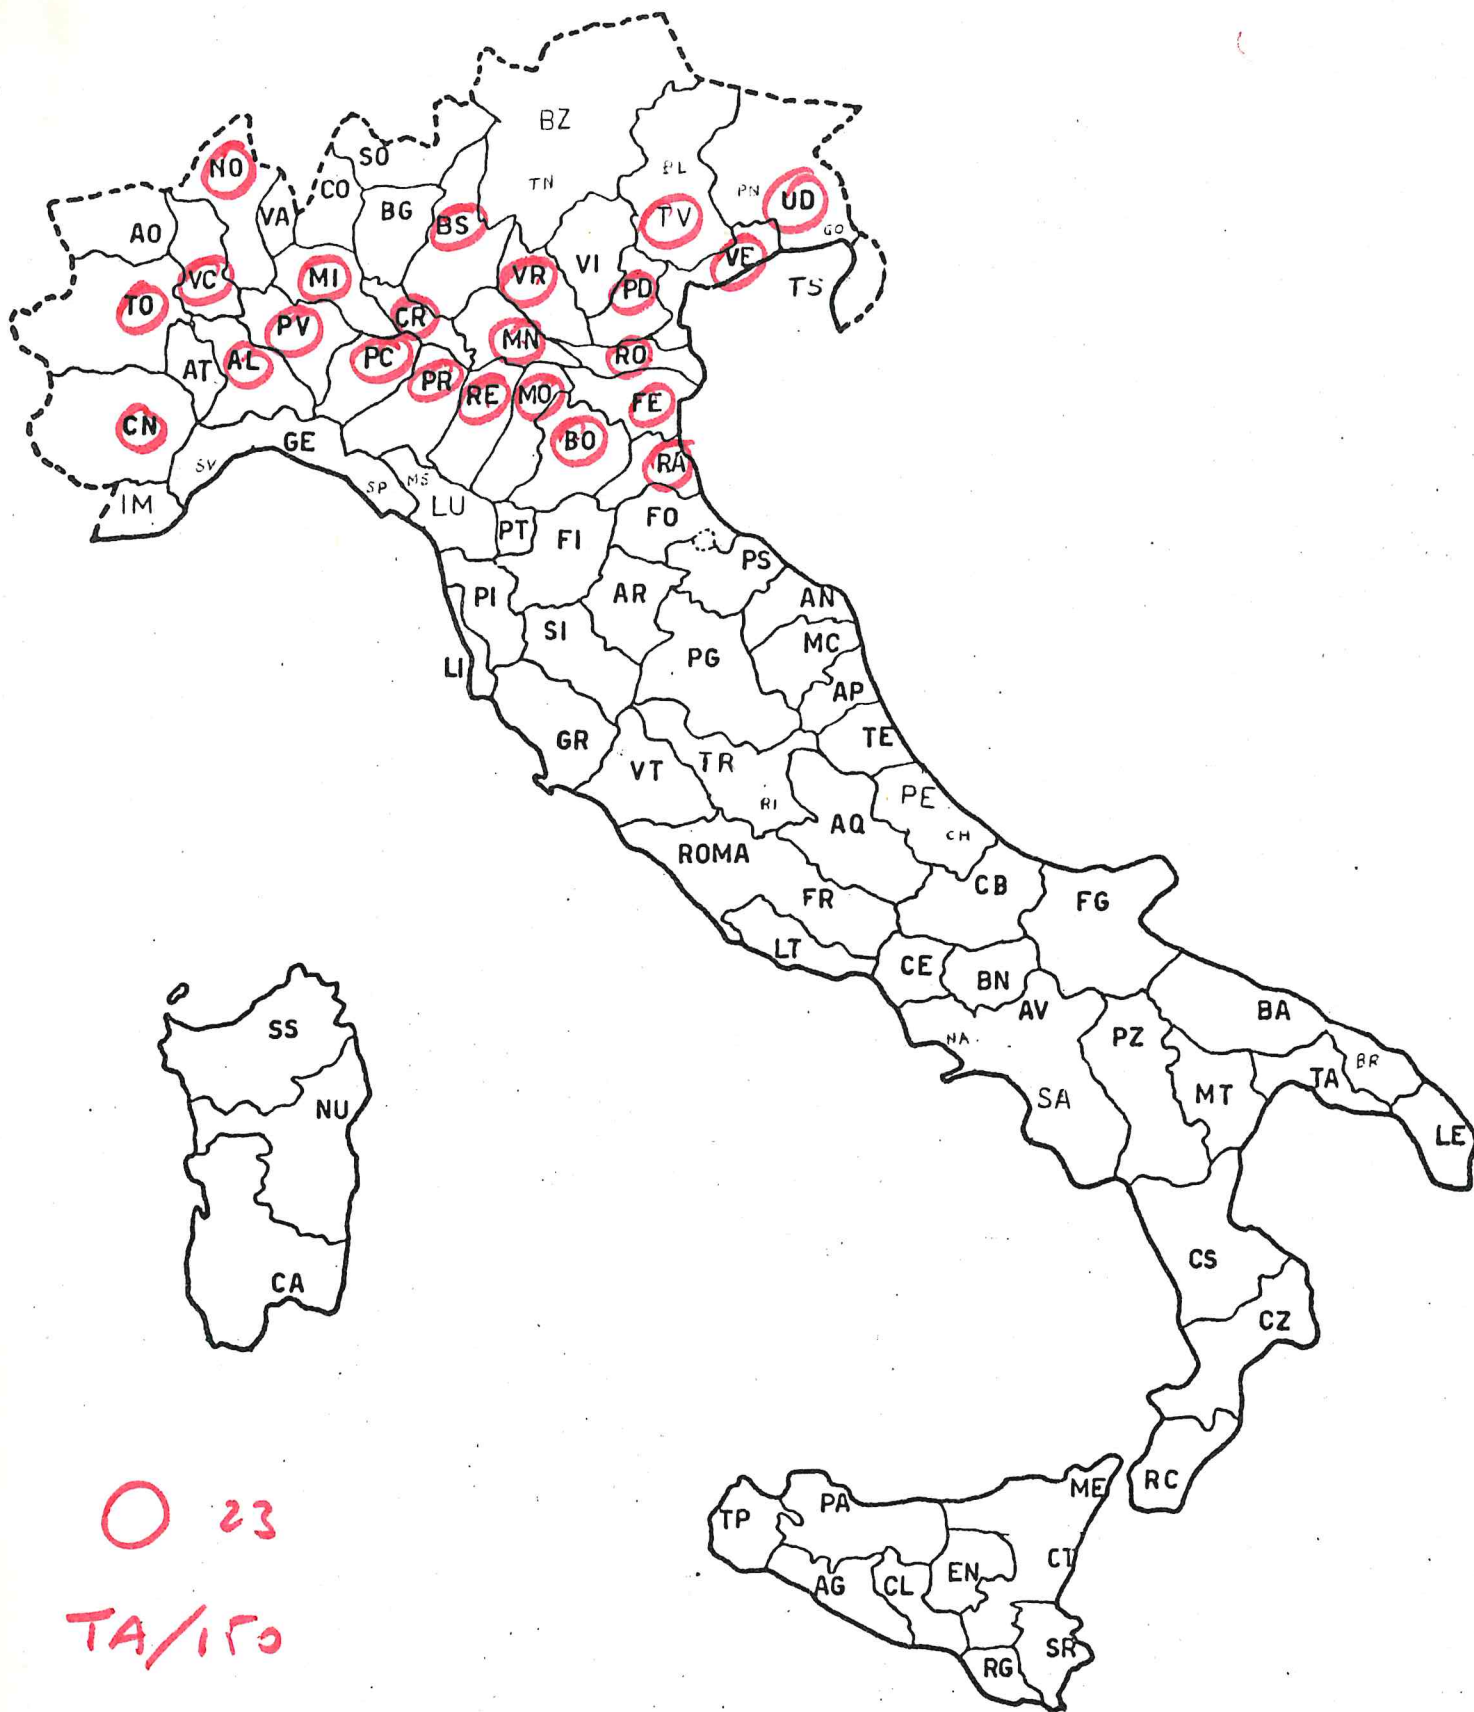 BZ
SO
NO
BL
TN
CO
PN
UD
BG
VA
TV
BS
GO
AO
VE
VI
VC
MI
VR
PD
TS
TO
CR
PV
MN
RO
PC
AL
AT
PR
RE
MO
FE
CN
BO
GE
RA
SV
MS
SP
IM
LU
FO
PT
FI
PS
PI
AR
AN
SI
MC
PG
LI
AP
GR
TE
TR
VT
PE
RI
AQ
CH
ROMA
CB
FR
FG
LT
CE
BN
AV
BA
SS
NA
PZ
BR
TA
MT
SA
NU
LE
CS
CA
CZ
RC
ME
PA
TP
23
CT
EN
AG
CL
TA/150
SR
RG